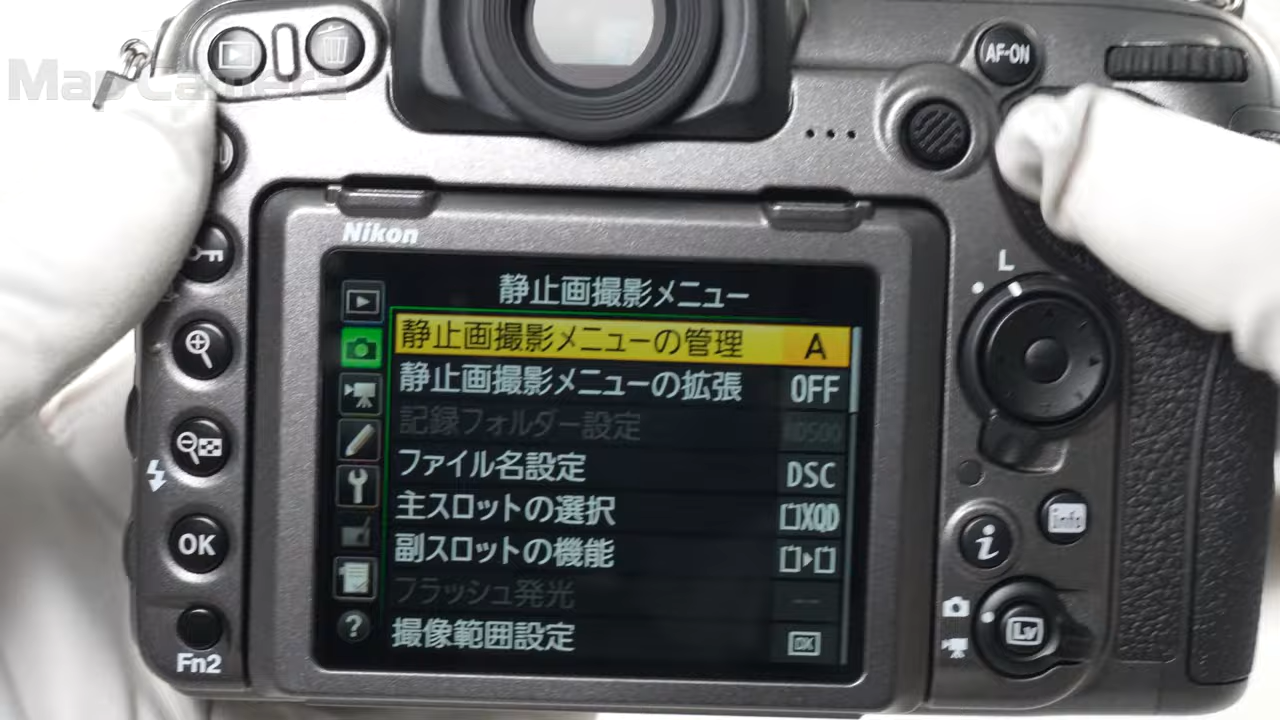 Map Camera
AF-ON
L
Nikon
静止画撮影メニュー
静止画撮影メニューの管理 A
静止画撮影メニューの拡張 OFF
記録フォルダー設定
ファイル名設定 DSC
主スロットの選択 XQD
副スロットの機能
フラッシュ発光 --
撮像範囲設定 OK
?
OK
Fn2
i
info
Lv